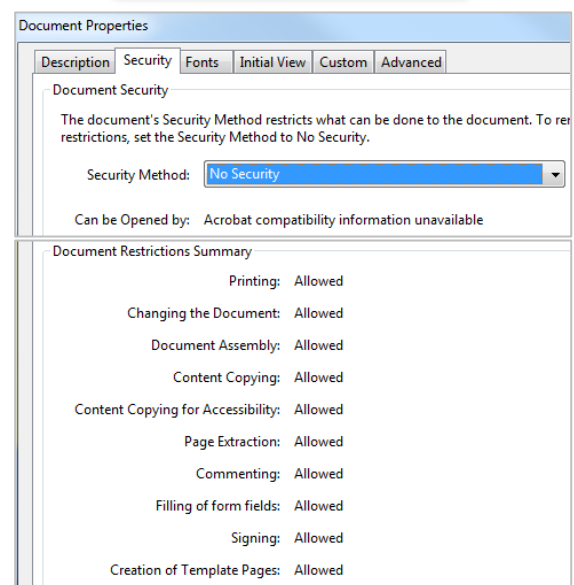 Document Properties
Description Security Fonts Initial View Custom Advanced
Document Security
The document's Security Method restricts what can be done to the document. To
restrictions, set the Security Method to No Security.
Security Method: No Security
Can be Opened by: Acrobat compatibility information unavailable
Document Restrictions Summary
Printing: Allowed
Changing the Document: Allowed
Document Assembly: Allowed
Content Copying: Allowed
Content Copying for Accessibility: Allowed
Page Extraction: Allowed
Commenting: Allowed
Filling of form fields: Allowed
Signing: Allowed
Creation of Template Pages: Allowed